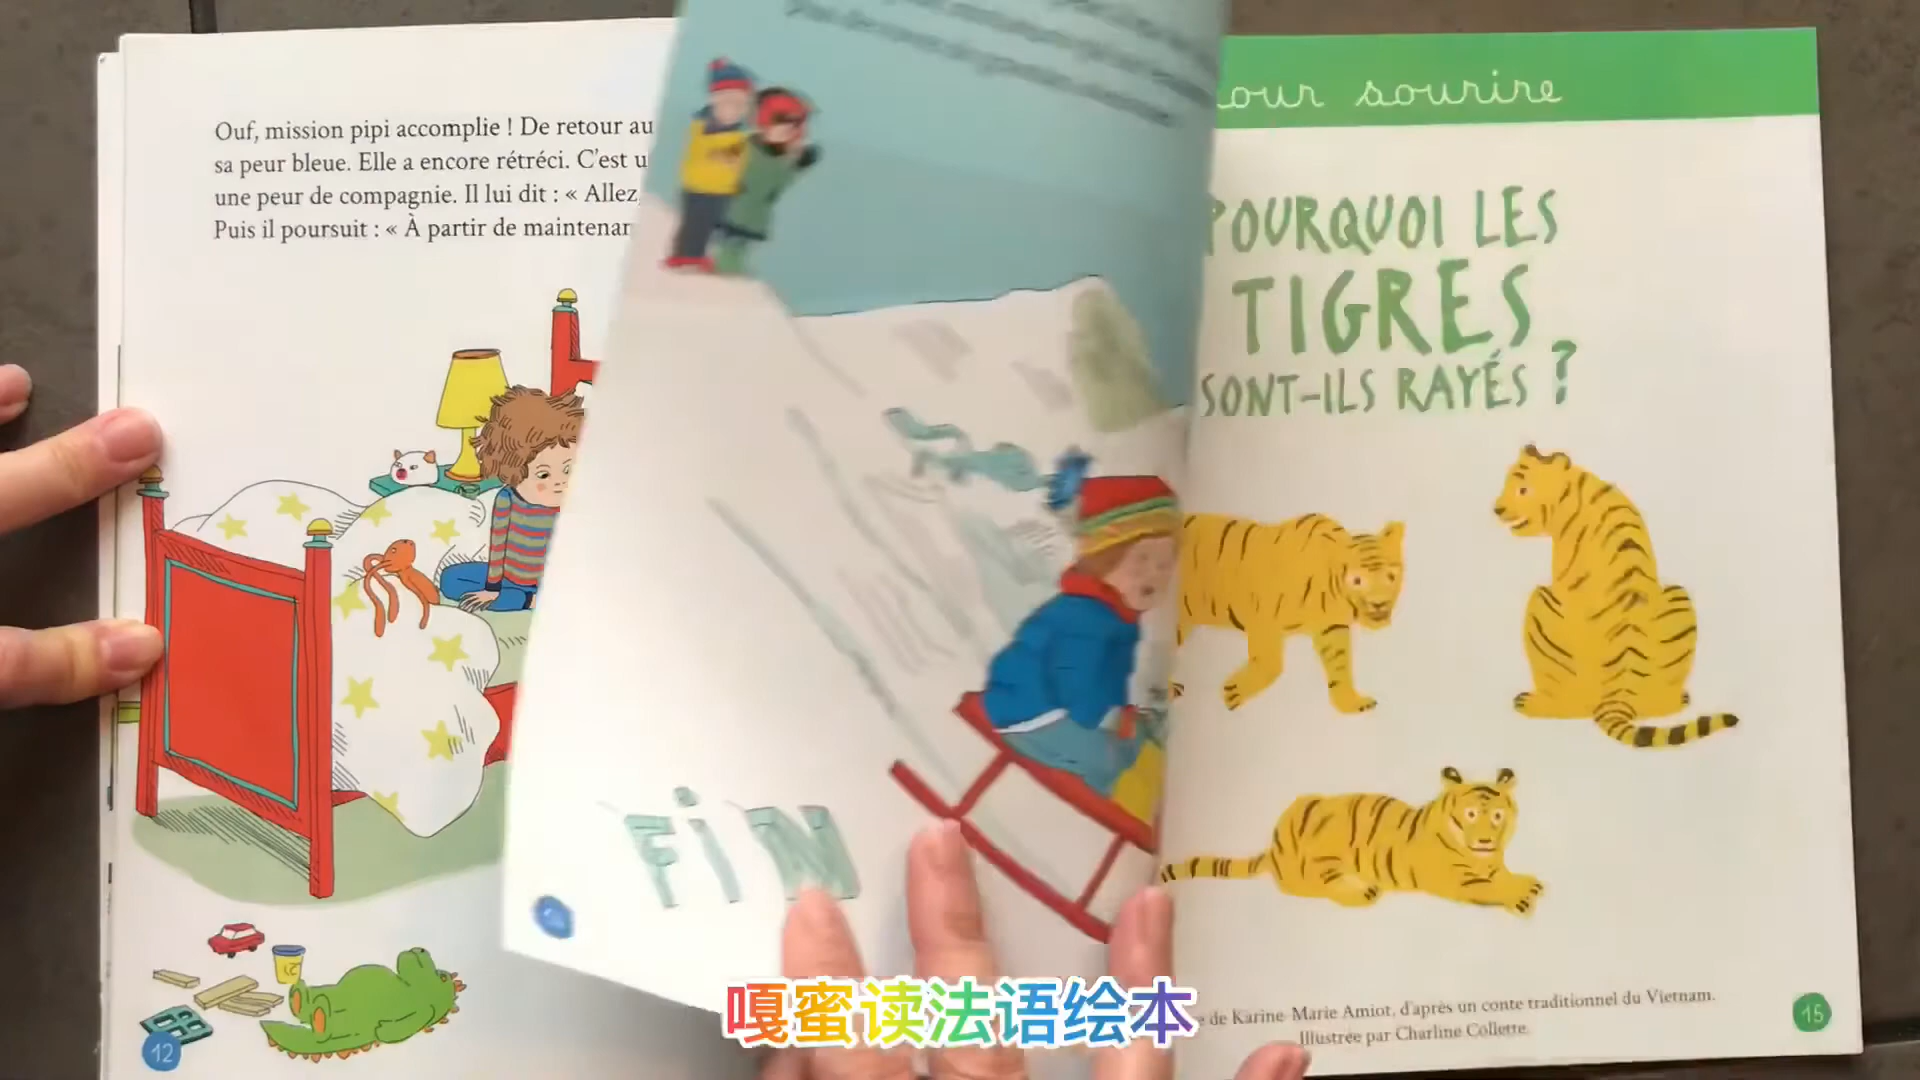 Ouf, mission pipi accomplie ! De retour au
sa peur bleue. Elle a encore rétréci. C'est u
une peur de compagnie. Il lui dit : « Allez,
Puis il poursuit : « À partir de maintenan
12
FiN
our sourire
POURQUOI LES
TIGRES
SONT-ILS RAYÉS ?
de Karine-Marie Amiot, d'après un conte traditionnel du Vietnam.
Illustrée par Charline Collette.
15
嘎蜜读法语绘本